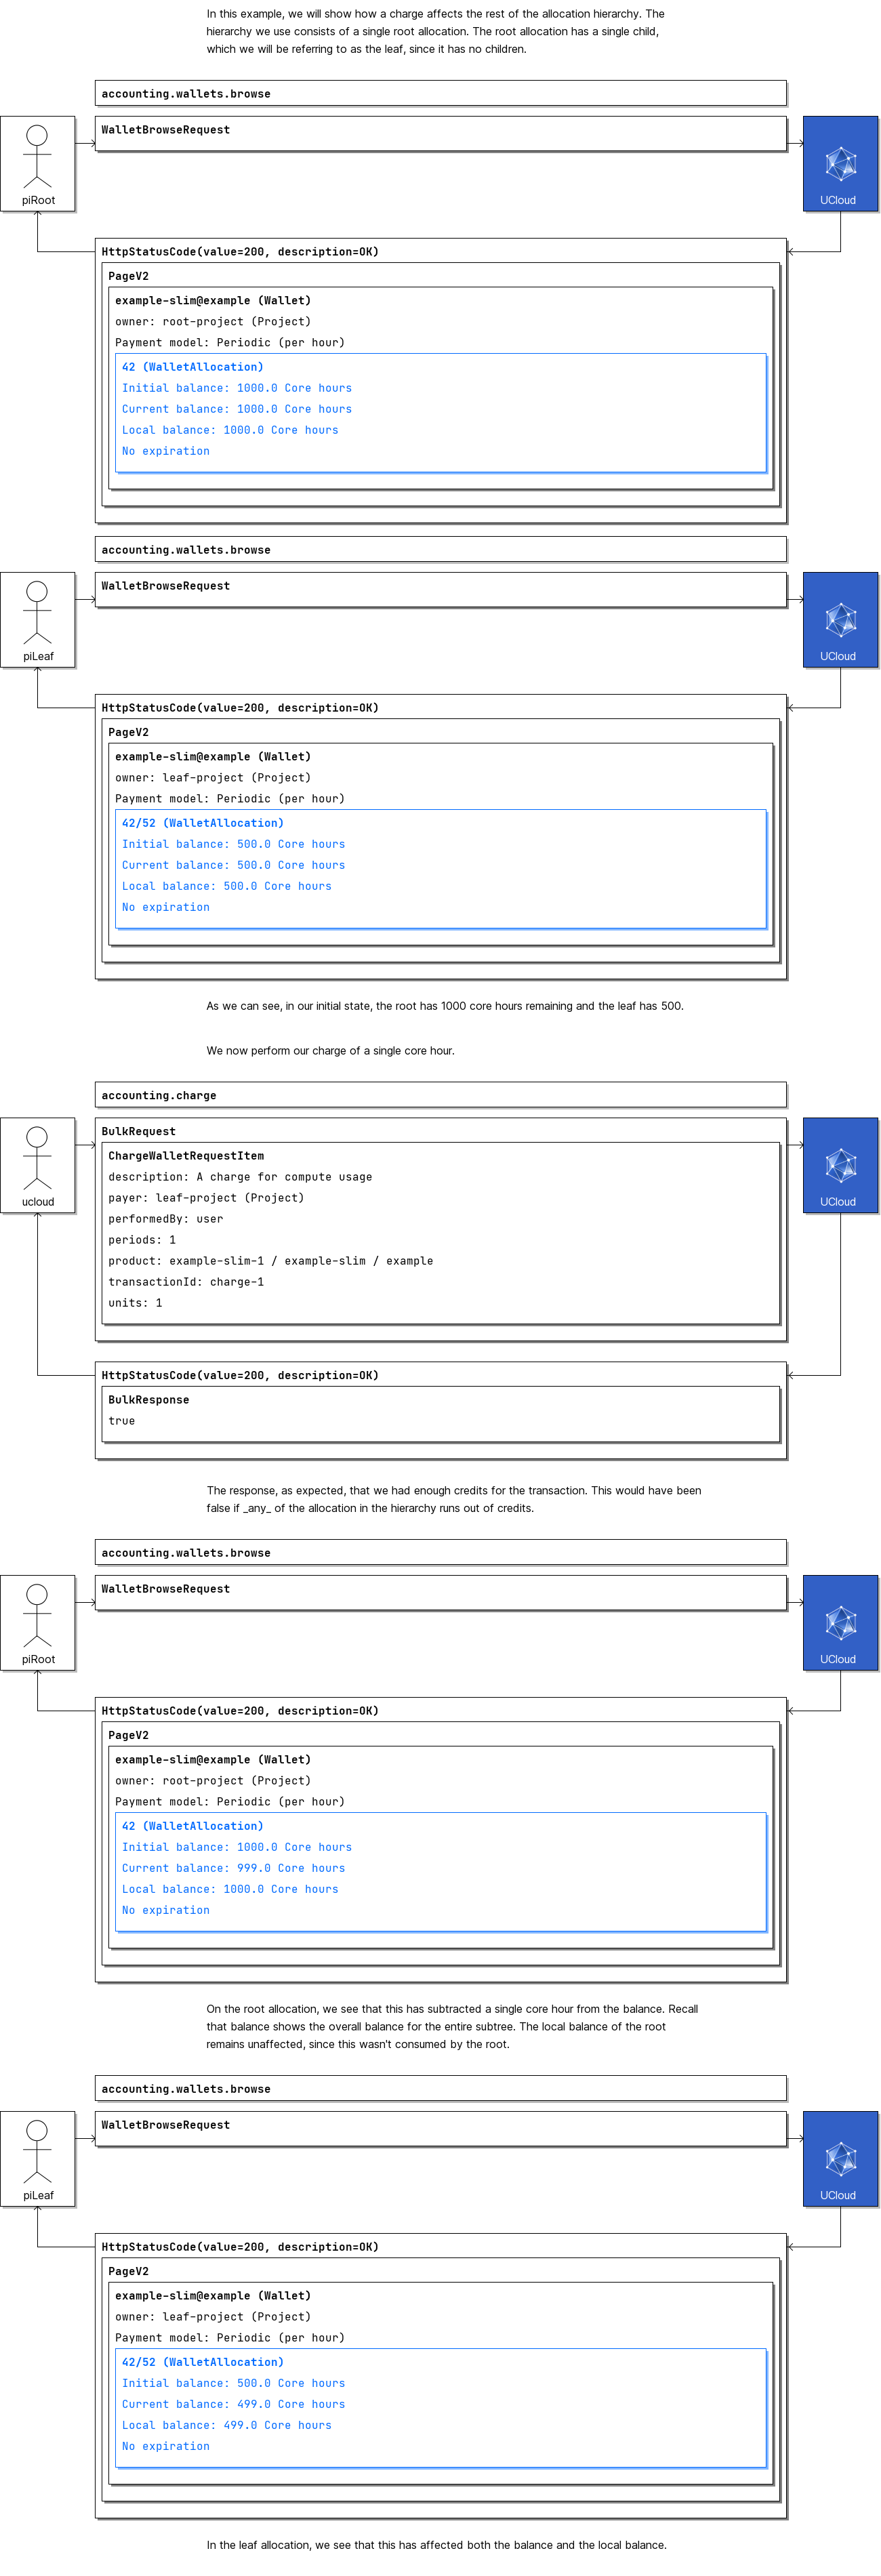 In this example, we will show how a charge affects the rest of the allocation hierarchy. The
hierarchy we use consists of a single root allocation. The root allocation has a single child,
which we will be referring to as the leaf, since it has no children.
accounting.wallets.browse
WalletBrowseRequest
piRoot
UCloud
HttpStatusCode(value=200, description=OK)
PageV2
example-slim@example (Wallet)
owner: root-project (Project)
Payment model: Periodic (per hour)
42 (WalletAllocation)
Initial balance: 1000.0 Core hours
Current balance: 1000.0 Core hours
Local balance: 1000.0 Core hours
No expiration
accounting.wallets.browse
WalletBrowseRequest
piLeaf
UCloud
HttpStatusCode(value=200, description=OK)
PageV2
example-slim@example (Wallet)
owner: leaf-project (Project)
Payment model: Periodic (per hour)
42/52 (WalletAllocation)
Initial balance: 500.0 Core hours
Current balance: 500.0 Core hours
Local balance: 500.0 Core hours
No expiration
As we can see, in our initial state, the root has 1000 core hours remaining and the leaf has 500.
We now perform our charge of a single core hour.
accounting.charge
BulkRequest
ChargeWalletRequestItem
description: A charge for compute usage
payer: leaf-project (Project)
performedBy: user
periods: 1
product: example-slim-1 / example-slim / example
transactionId: charge-1
units: 1
ucloud
UCloud
HttpStatusCode(value=200, description=OK)
BulkResponse
true
The response, as expected, that we had enough credits for the transaction. This would have been
false if _any_ of the allocation in the hierarchy runs out of credits.
accounting.wallets.browse
WalletBrowseRequest
piRoot
UCloud
HttpStatusCode(value=200, description=OK)
PageV2
example-slim@example (Wallet)
owner: root-project (Project)
Payment model: Periodic (per hour)
42 (WalletAllocation)
Initial balance: 1000.0 Core hours
Current balance: 999.0 Core hours
Local balance: 1000.0 Core hours
No expiration
On the root allocation, we see that this has subtracted a single core hour from the balance. Recall
that balance shows the overall balance for the entire subtree. The local balance of the root
remains unaffected, since this wasn't consumed by the root.
accounting.wallets.browse
WalletBrowseRequest
piLeaf
UCloud
HttpStatusCode(value=200, description=OK)
PageV2
example-slim@example (Wallet)
owner: leaf-project (Project)
Payment model: Periodic (per hour)
42/52 (WalletAllocation)
Initial balance: 500.0 Core hours
Current balance: 499.0 Core hours
Local balance: 499.0 Core hours
No expiration
In the leaf allocation, we see that this has affected both the balance and the local balance.